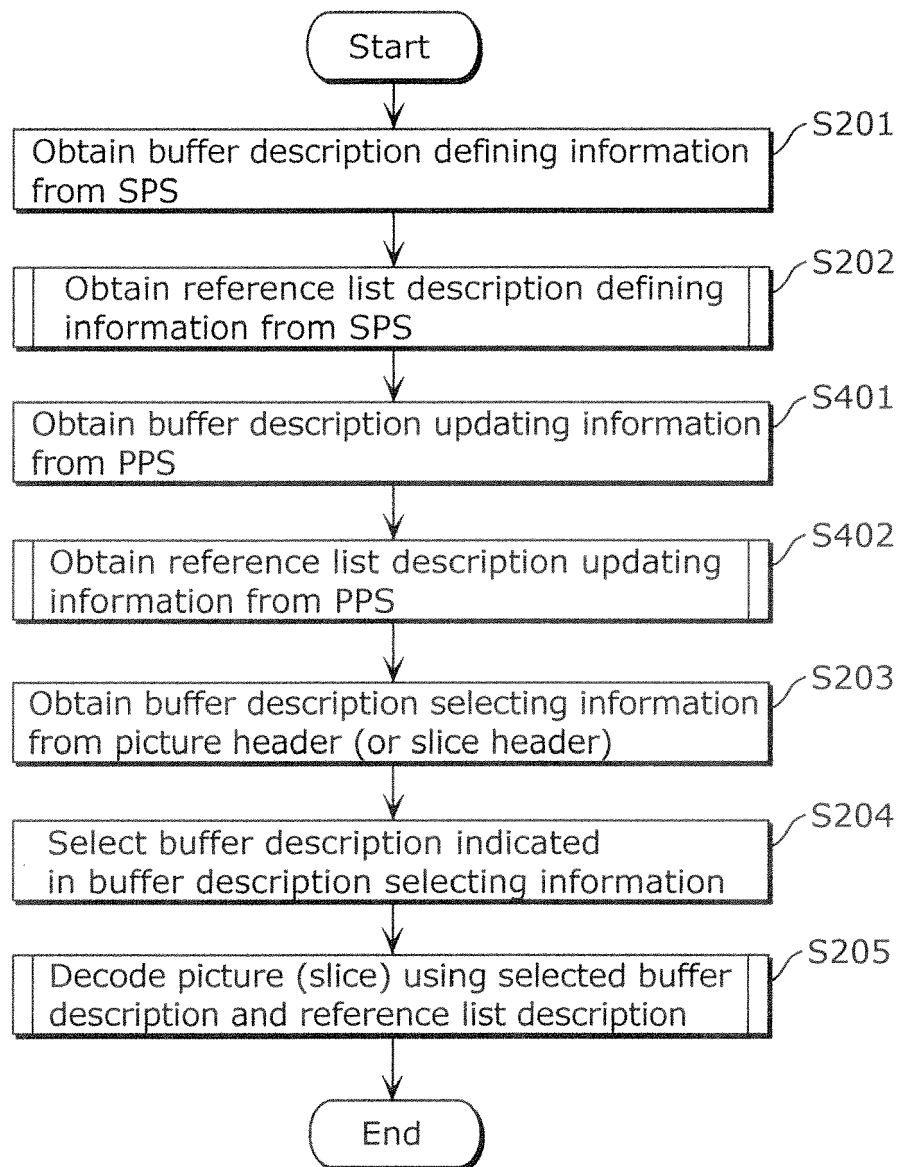 Start
S201
Obtain buffer description defining information
from SPS
S202
Obtain reference list description defining
information from SPS
S401
Obtain buffer description updating information
from PPS
S402
Obtain reference list description updating
information from PPS
S203
Obtain buffer description selecting information
from picture header (or slice header)
S204
Select buffer description indicated
in buffer description selecting information
S205
Decode picture (slice) using selected buffer
description and reference list description
End